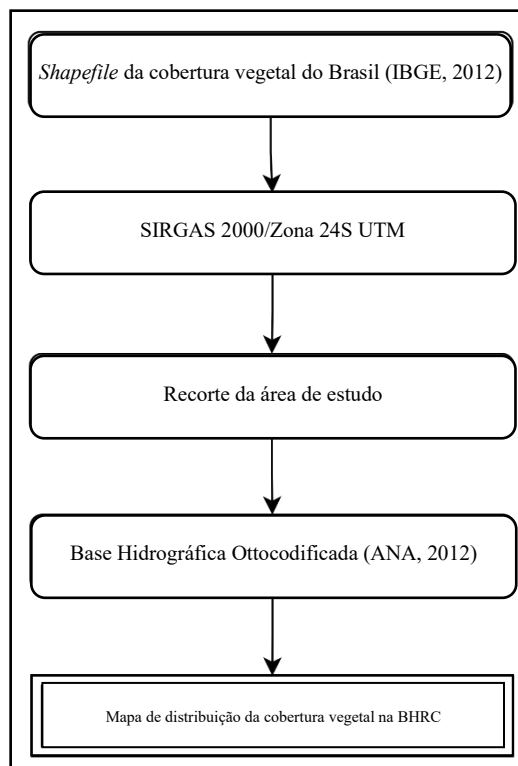 Shapefile da cobertura vegetal do Brasil (IBGE, 2012)
SIRGAS 2000/Zona 24S UTM
Recorte da área de estudo
Base Hidrográfica Ottocodificada (ANA, 2012)
Mapa de distribuição da cobertura vegetal na BHRC